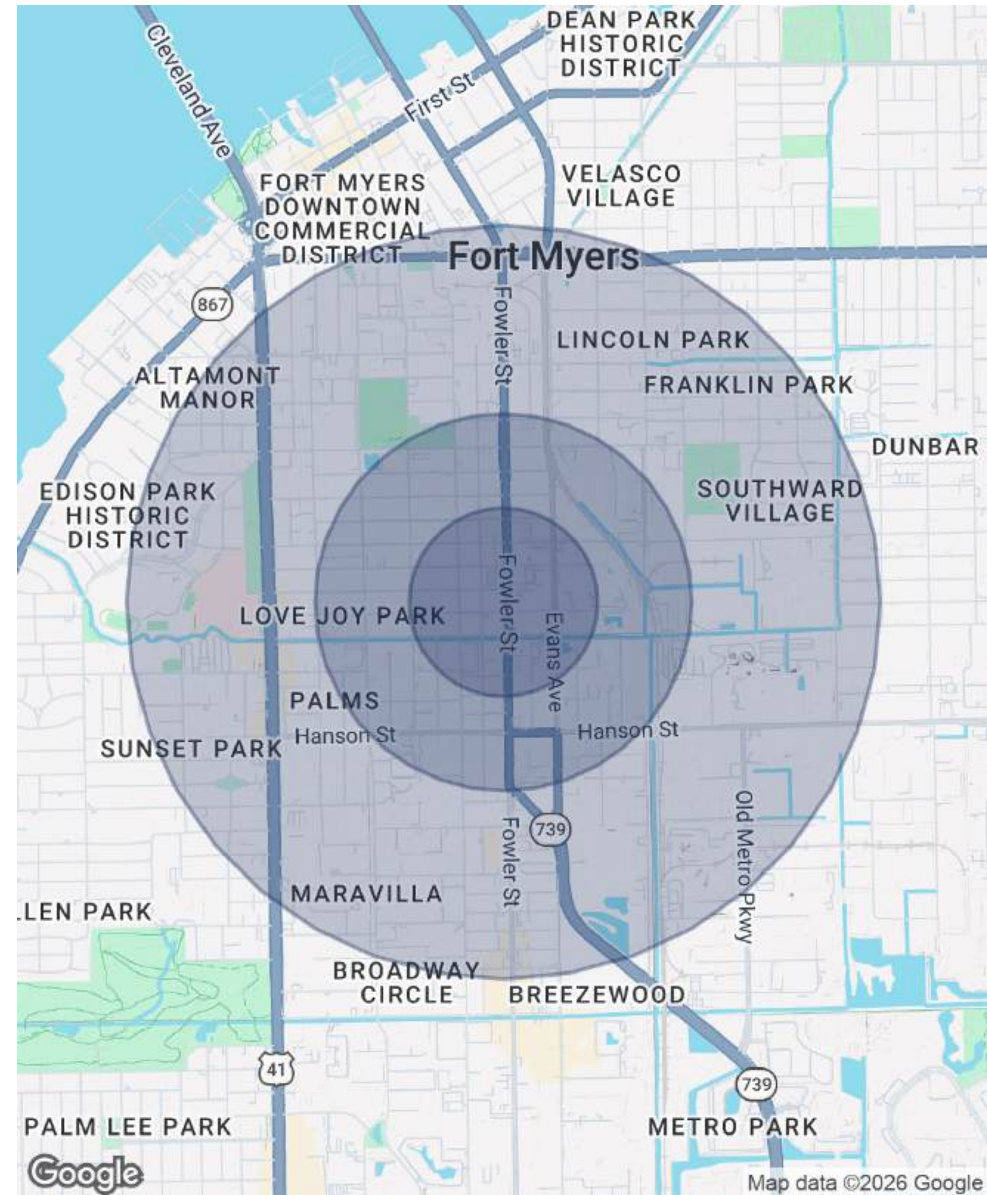 DEAN PARK
HISTORIC
DISTRICT
Cleveland Ave
First St
VELASCO
VILLAGE
FORT MYERS
DOWNTOWN
COMMERCIAL
DISTRICT
Fort Myers
867
Fowler St
LINCOLN PARK
ALTAMONT
MANOR
FRANKLIN PARK
DUNBAR
EDISON PARK
HISTORIC
DISTRICT
SOUTHWARD
VILLAGE
Fowler St
LOVE JOY PARK
Evans Ave
PALMS
Hanson St
Hanson St
SUNSET PARK
Old Metro Pkwy
739
Fowler St
MARAVILLA
LLEN PARK
BROADWAY
CIRCLE
BREEZEWOOD
41
739
PALM LEE PARK
METRO PARK
Google
Map data ©2026 Google